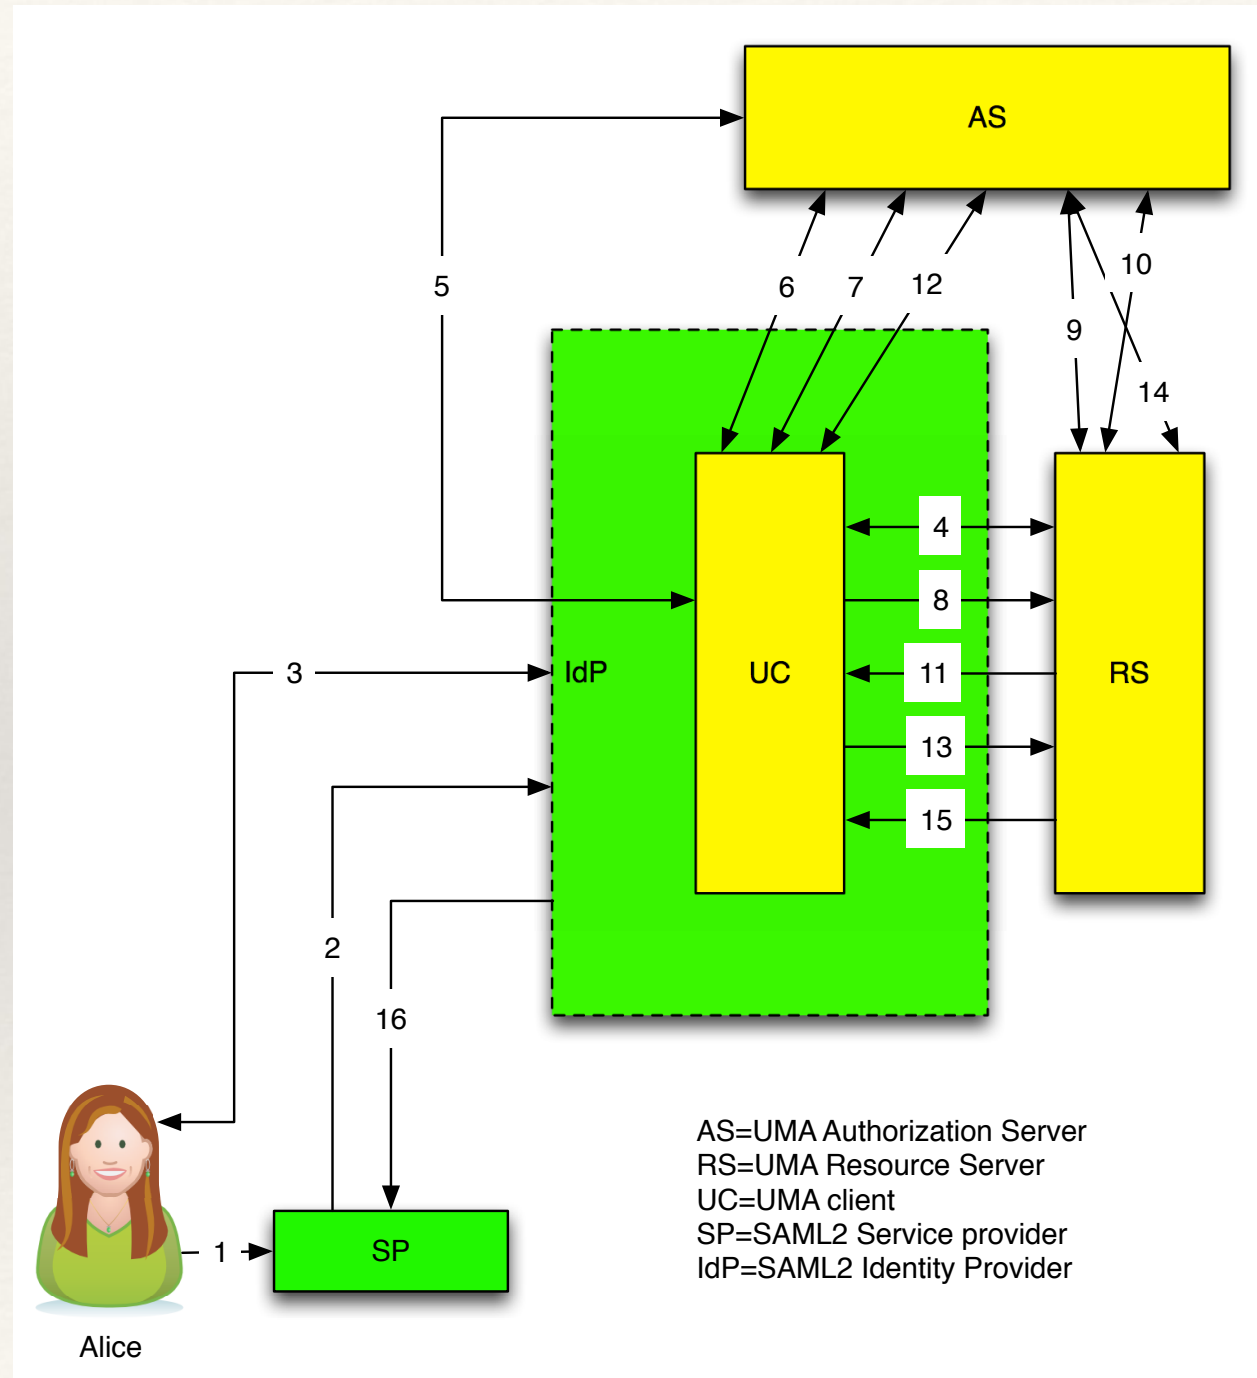 AS
5
6
7
12
10
9
14
4
8
3
IdP
UC
11
RS
13
15
2
16
AS=UMA Authorization Server
RS=UMA Resource Server
UC=UMA client
SP=SAML2 Service provider
IdP=SAML2 Identity Provider
1
SP
Alice